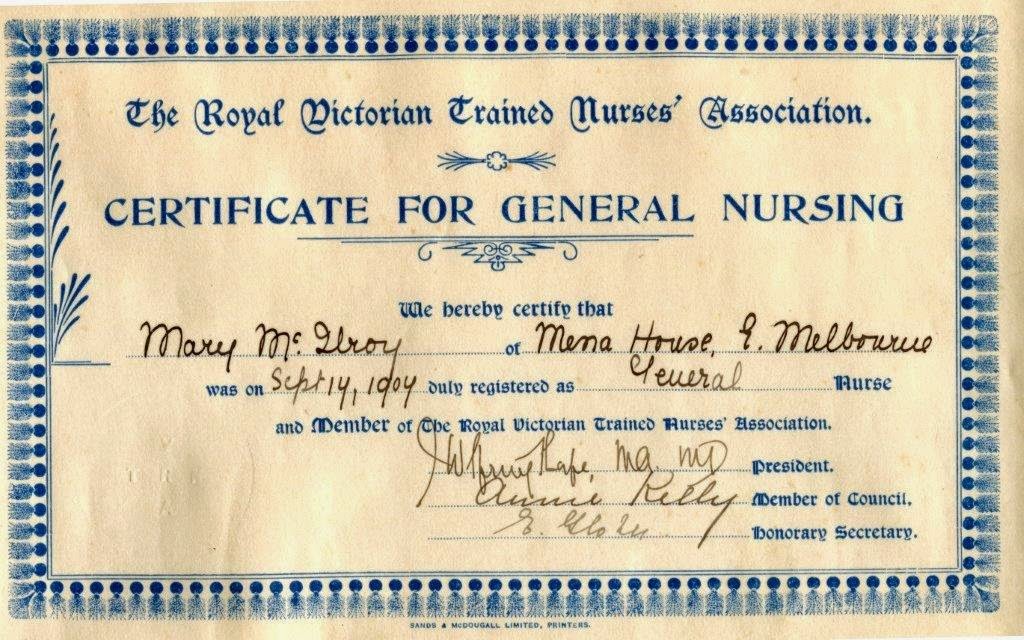 The Royal Victorian Trained Nurses' Association.
CERTIFICATE FOR GENERAL NURSING
We hereby certify that
Mary McIlroy of Mena House, E. Melbourne
was on Sept 14, 1904 duly registered as General Nurse
and Member of The Royal Victorian Trained Nurses' Association.
MA. MD President.
Annie Kelly Member of Council.
E. Honorary Secretary.
SANDS & McDOUGALL LIMITED, PRINTERS.